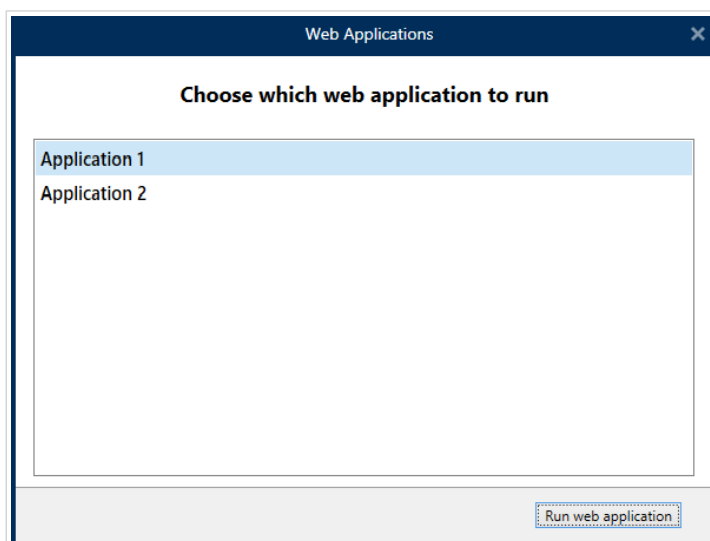 Web Applications
Choose which web application to run
Application 1
Application 2
Run web application